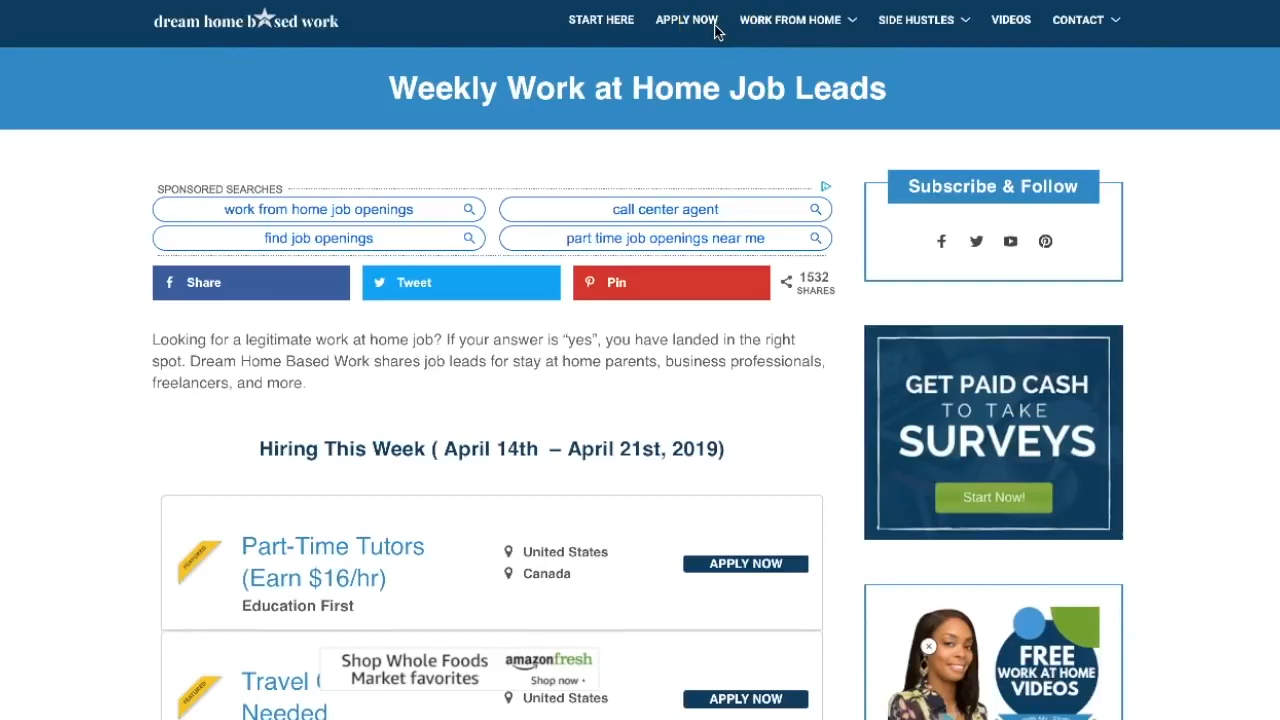 dream home b sed work
START HERE
APPLY NOW
WORK FROM HOME
SIDE HUSTLES
VIDEOS
CONTACT
Weekly Work at Home Job Leads
SPONSORED SEARCHES
work from home job openings
call center agent
find job openings
part time job openings near me
Share
Tweet
Pin
1532
SHARES
Looking for a legitimate work at home job? If your answer is “yes”, you have landed in the right
spot. Dream Home Based Work shares job leads for stay at home parents, business professionals,
freelancers, and more.
Hiring This Week ( April 14th – April 21st, 2019)
FEATURED
Part-Time Tutors
(Earn $16/hr)
Education First
United States
Canada
APPLY NOW
FEATURED
Travel
Needed
United States
APPLY NOW
Shop Whole Foods
Market favorites
amazonfresh
Shop now
Subscribe & Follow
GET PAID CASH
TO TAKE
SURVEYS
Start Now!
FREE
WORK AT HOME
VIDEOS